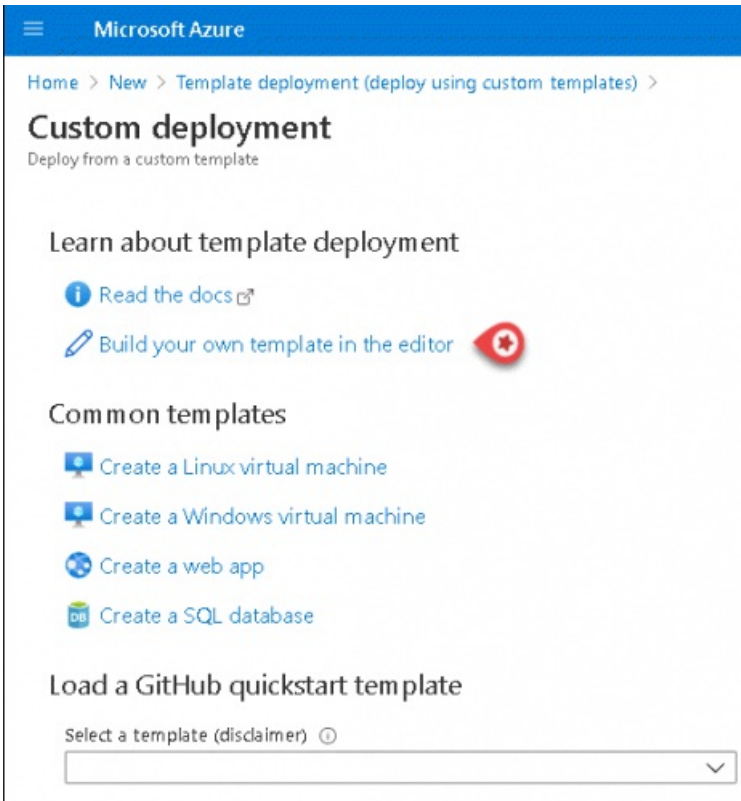 Microsoft Azure
Home > New > Template deployment (deploy using custom templates) >
Custom deployment
Deploy from a custom template
Learn about template deployment
Read the docs
Build your own template in the editor
Common templates
Create a Linux virtual machine
Create a Windows virtual machine
Create a web app
DB Create a SQL database
Load a GitHub quickstart template
Select a template (disclaimer)